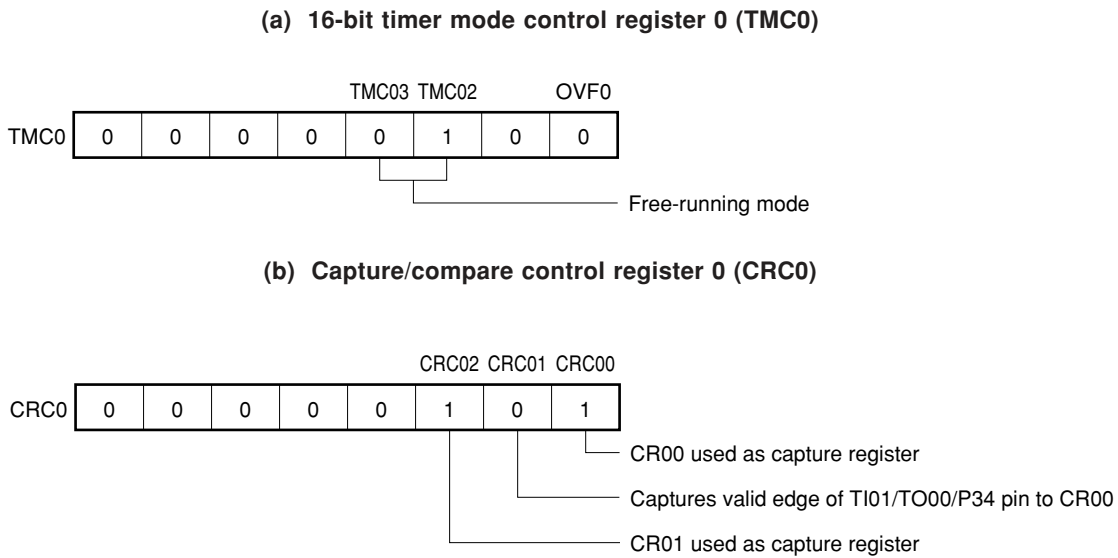 (a) 16-bit timer mode control register 0 (TMC0)
TMC03 TMC02 OVF0
TMC0 0 0 0 0 0 1 0 0
Free-running mode
(b) Capture/compare control register 0 (CRC0)
CRC02 CRC01 CRC00
CRC0 0 0 0 0 0 1 0 1
CR00 used as capture register
Captures valid edge of TI01/TO00/P34 pin to CR00
CR01 used as capture register